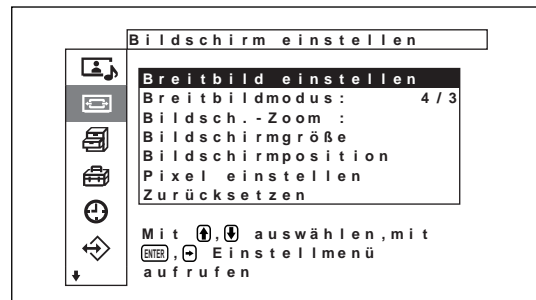 Bildschirm einstellen
Breitbild einstellen
Breitbildmodus: 4/3
Bildsch.-Zoom :
Bildschirmgröße
Bildschirmposition
Pixel einstellen
Zurücksetzen
Mit ↑,↓ auswählen,mit
ENTER,→ Einstellmenü
aufrufen